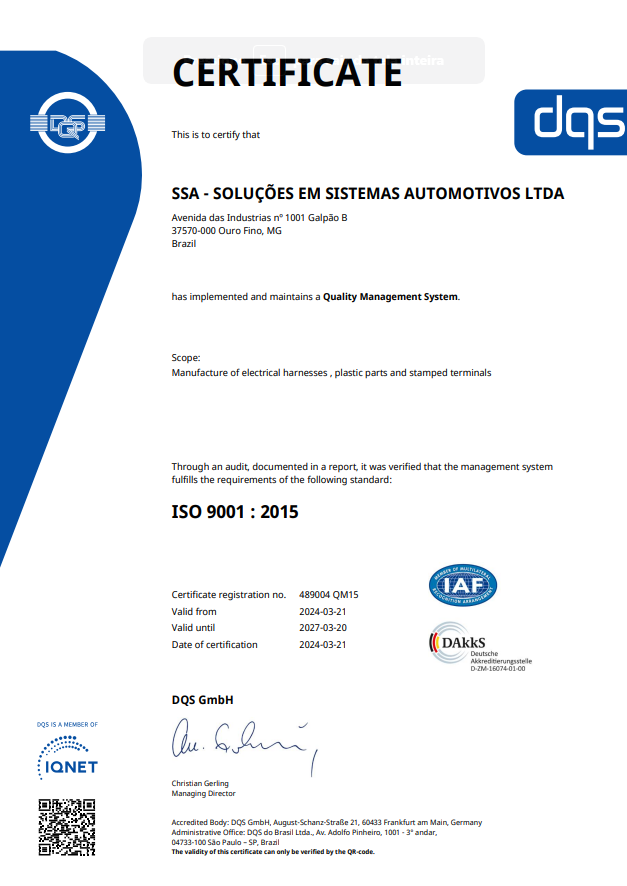 CERTIFICATE
DQS
dqs
This is to certify that
SSA - SOLUÇÕES EM SISTEMAS AUTOMOTIVOS LTDA
Avenida das Industrias nº 1001 Galpão B
37570-000 Ouro Fino, MG
Brazil
has implemented and maintains a Quality Management System.
Scope:
Manufacture of electrical harnesses , plastic parts and stamped terminals
Through an audit, documented in a report, it was verified that the management system
fulfills the requirements of the following standard:
ISO 9001 : 2015
MEMBER OF MULTILATERAL
IAF
RECOGNITION ARRANGEMENT
Certificate registration no. 489004 QM15
Valid from 2024-03-21
Valid until 2027-03-20
Date of certification 2024-03-21
DAkkS
Deutsche
Akkreditierungsstelle
D-ZM-16074-01-00
DQS GmbH
DQS IS A MEMBER OF
IQNET
Christian Gerling
Managing Director
Accredited Body: DQS GmbH, August-Schanz-Straße 21, 60433 Frankfurt am Main, Germany
Administrative Office: DQS do Brasil Ltda., Av. Adolfo Pinheiro, 1001 - 3° andar,
04733-100 São Paulo – SP, Brazil
The validity of this certificate can only be verified by the QR-code.